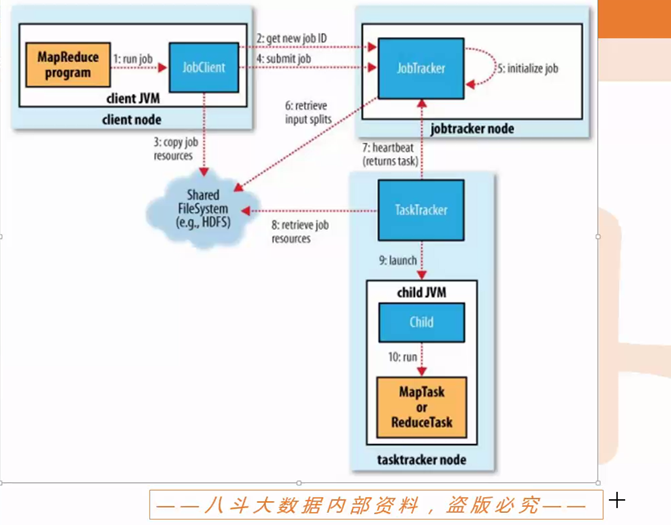 MapReduce
program
1: run job
JobClient
client JVM
client node
2: get new job ID
4: submit job
JobTracker
5: initialize job
jobtracker node
3: copy job
resources
6: retrieve
input splits
7: heartbeat
(returns task)
Shared
FileSystem
(e.g., HDFS)
8: retrieve job
resources
TaskTracker
9: launch
child JVM
Child
10: run
MapTask
or
ReduceTask
tasktracker node
——八斗大数据内部资料，盗版必究——